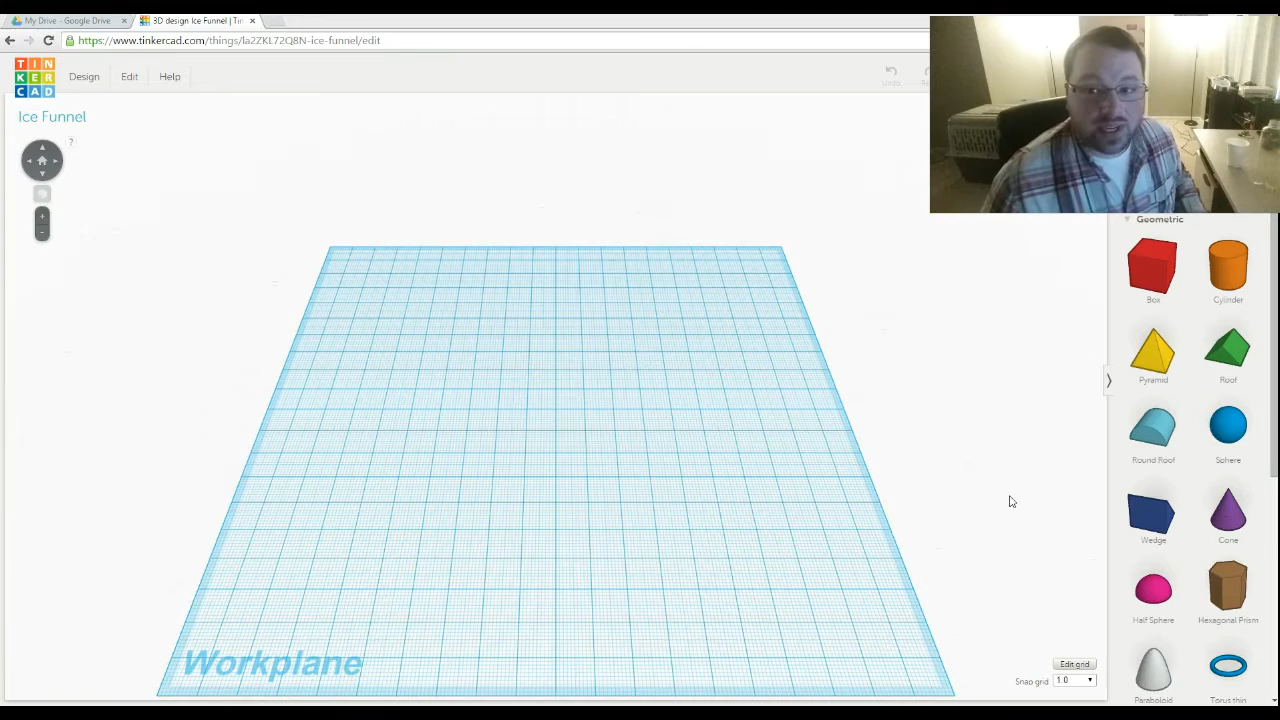 My Drive - Google Drive
3D design Ice Funnel | Tin
https://www.tinkercad.com/things/la2ZKL72Q8N-ice-funnel/edit
TIN
KER
CAD
Design
Edit
Help
Undo
Ice Funnel
?
Geometric
Box
Cylinder
Pyramid
Roof
Round Roof
Sphere
Wedge
Cone
Half Sphere
Hexagonal Prism
Paraboloid
Torus thin
Workplane
Edit grid
Snap grid
1.0